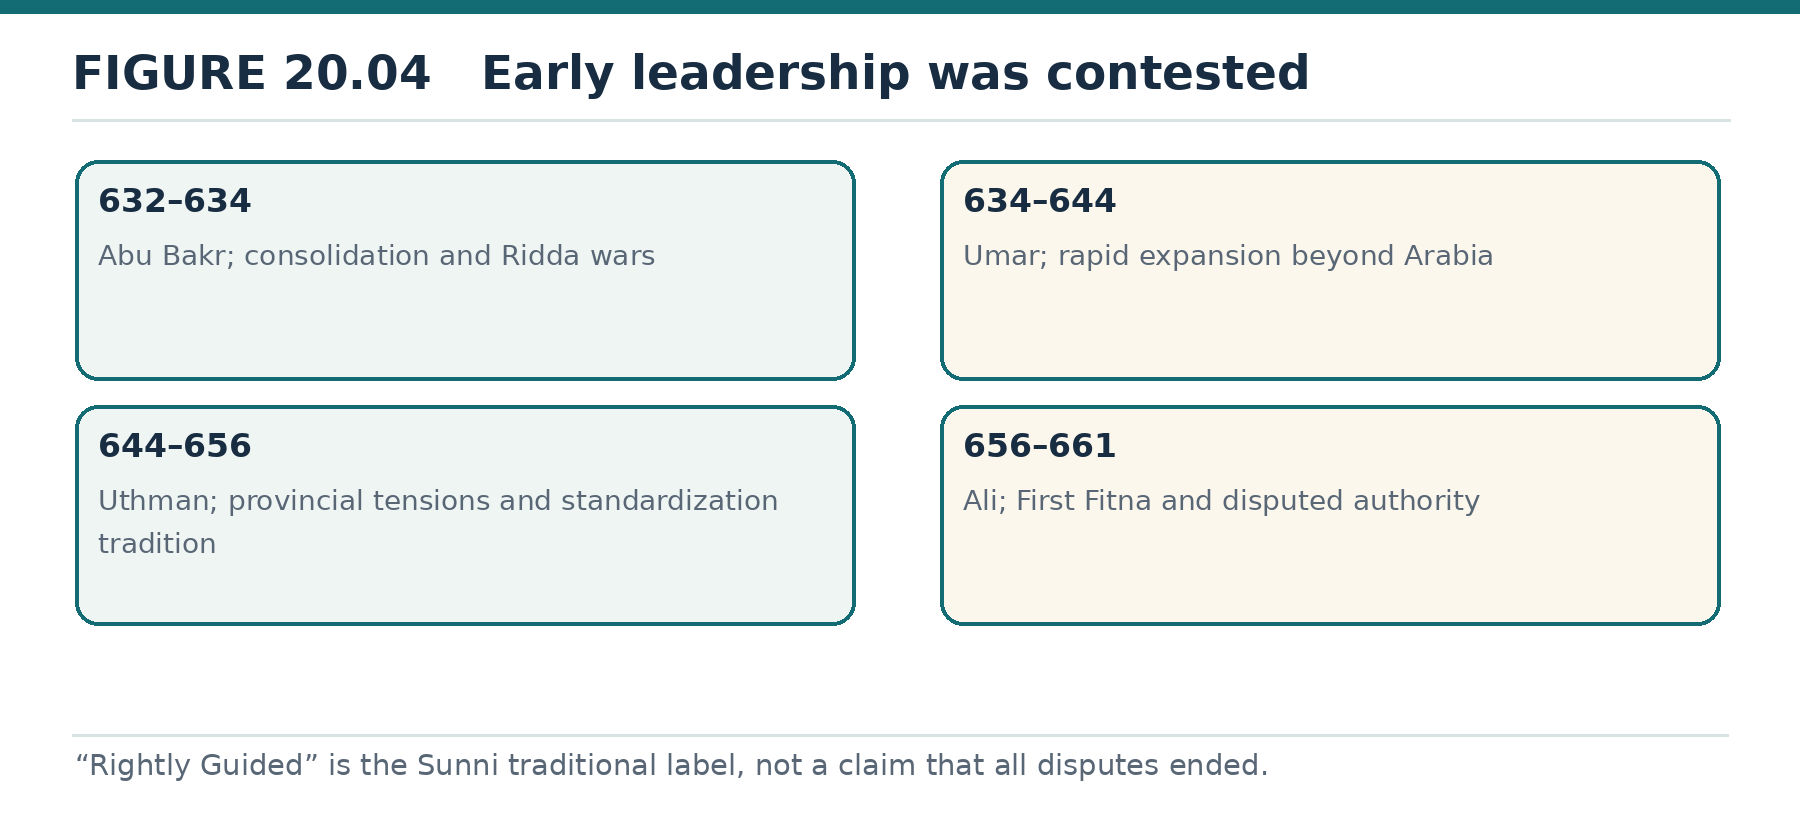 FIGURE 20.04 Early leadership was contested
632–634
Abu Bakr; consolidation and Ridda wars
634–644
Umar; rapid expansion beyond Arabia
644–656
Uthman; provincial tensions and standardization
tradition
656–661
Ali; First Fitna and disputed authority
“Rightly Guided” is the Sunni traditional label, not a claim that all disputes ended.